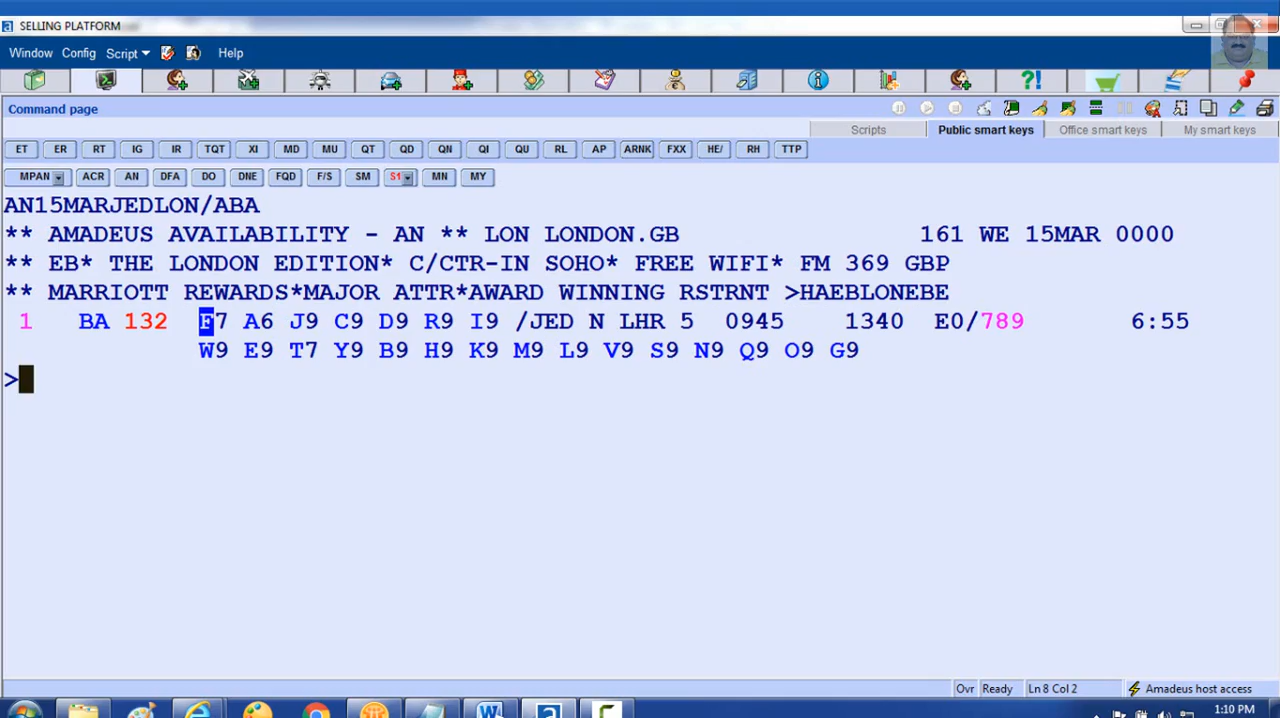 SELLING PLATFORM
Window Config Script Help
Command page
Scripts Public smart keys Office smart keys My smart keys
ET ER RT IG IR TQT XI MD MU QT QD QN QI QU RL AP ARNK FXX HE/ RH TTP
MPAN ACR AN DFA DO DNE FQD F/S SM S1 MN MY
AN15MARJEDLON/ABA
** AMADEUS AVAILABILITY - AN ** LON LONDON.GB 161 WE 15MAR 0000
** EB* THE LONDON EDITION* C/CTR-IN SOHO* FREE WIFI* FM 369 GBP
** MARRIOTT REWARDS*MAJOR ATTR*AWARD WINNING RSTRNT >HAEBLONEBE
1 BA 132 F7 A6 J9 C9 D9 R9 I9 /JED N LHR 5 0945 1340 E0/789 6:55
W9 E9 T7 Y9 B9 H9 K9 M9 L9 V9 S9 N9 Q9 O9 G9
>
Ovr Ready Ln 8 Col 2 Amadeus host access
1:10 PM